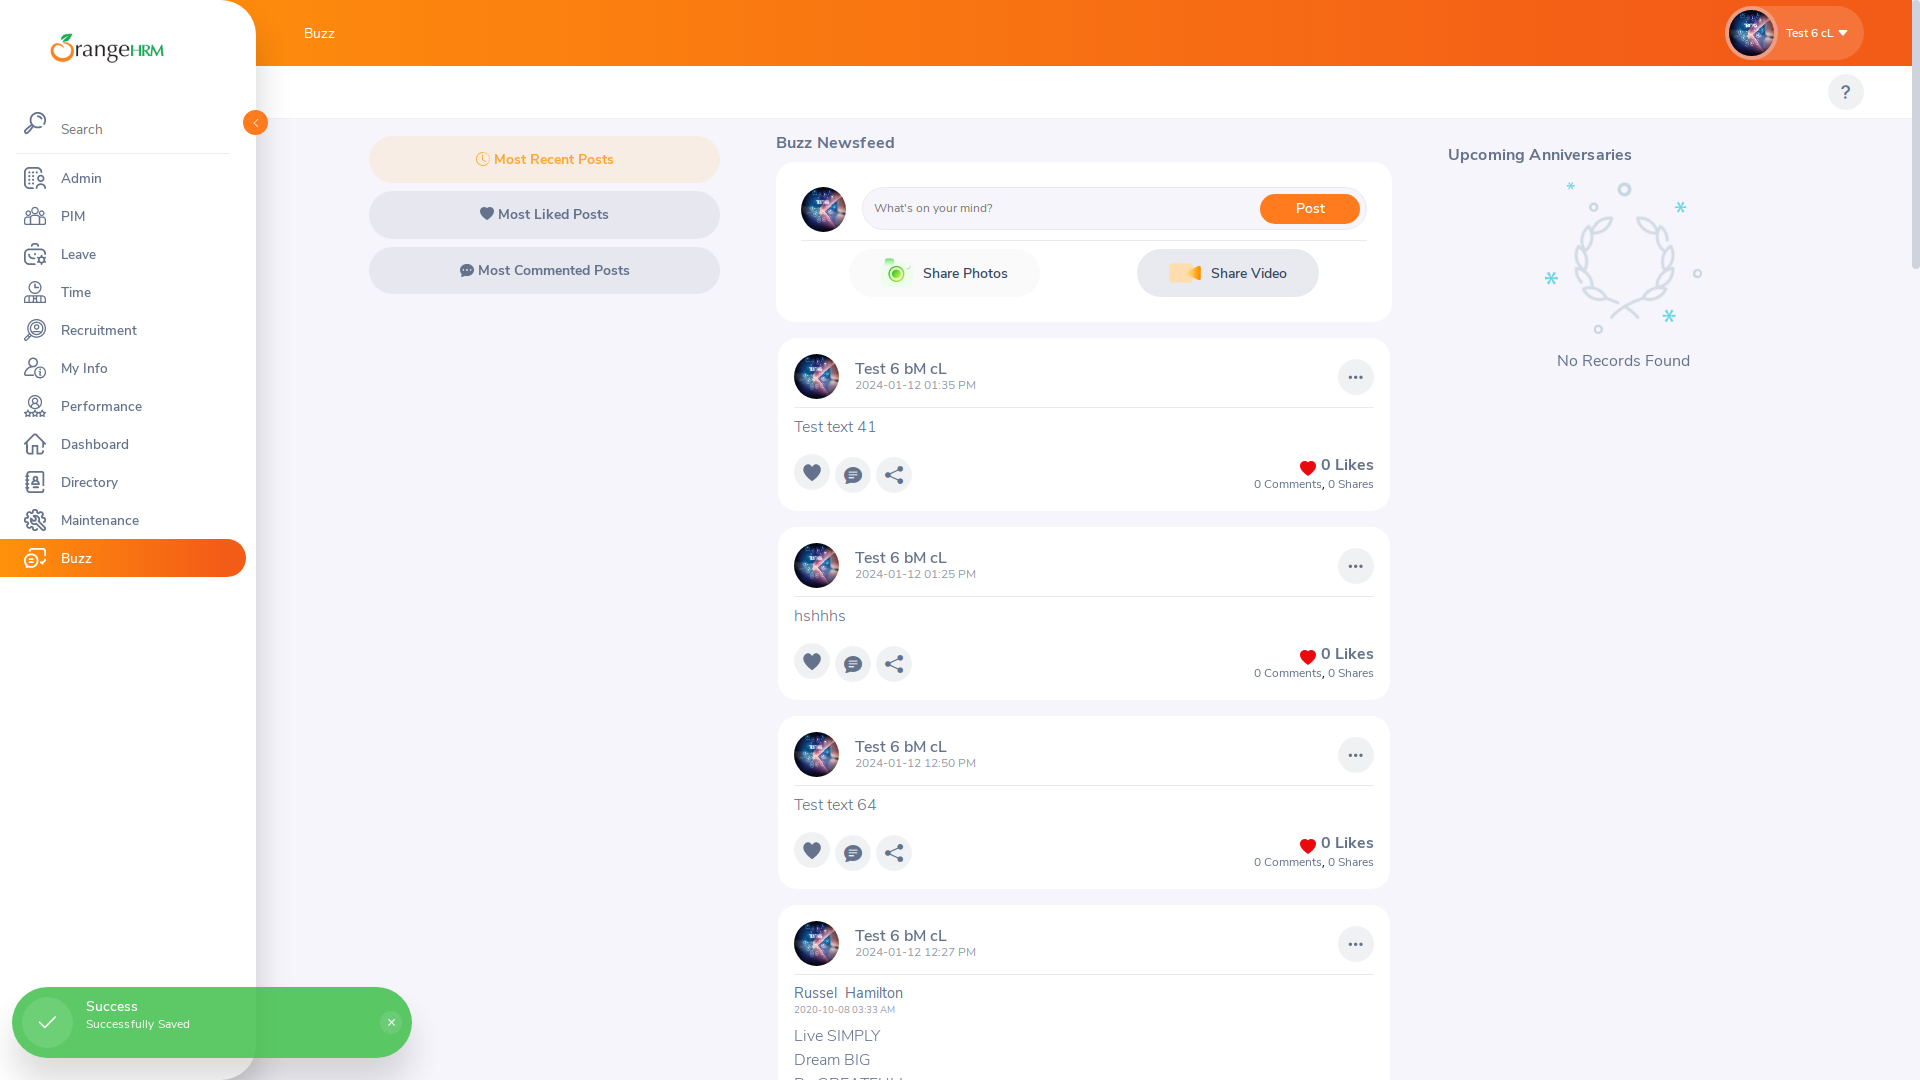 OrangeHRM
Search
Admin
PIM
Leave
Time
Recruitment
My Info
Performance
Dashboard
Directory
Maintenance
Buzz
Success
Successfully Saved
Buzz
Test 6 cL
?
Most Recent Posts
Most Liked Posts
Most Commented Posts
Buzz Newsfeed
What's on your mind?
Post
Share Photos
Share Video
Test 6 bM cL
2024-01-12 01:35 PM
Test text 41
0 Likes
0 Comments, 0 Shares
Test 6 bM cL
2024-01-12 01:25 PM
hshhhs
0 Likes
0 Comments, 0 Shares
Test 6 bM cL
2024-01-12 12:50 PM
Test text 64
0 Likes
0 Comments, 0 Shares
Test 6 bM cL
2024-01-12 12:27 PM
Russel Hamilton
2020-10-08 03:33 AM
Live SIMPLY
Dream BIG
Upcoming Anniversaries
No Records Found